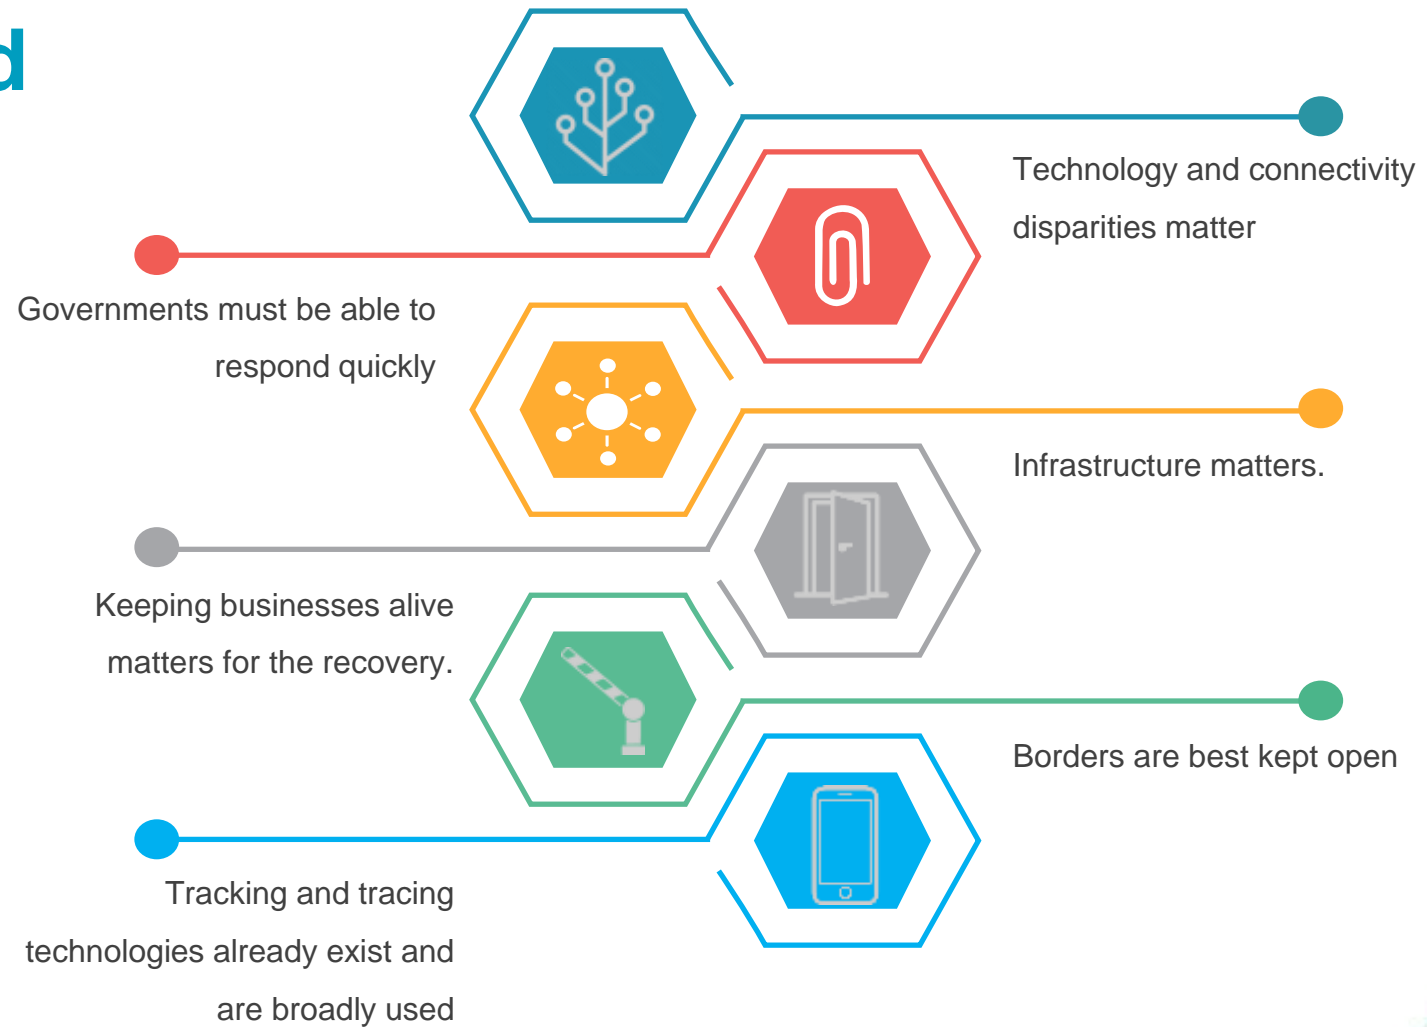 d
Technology and connectivity
disparities matter
Governments must be able to
respond quickly
Infrastructure matters.
Keeping businesses alive
matters for the recovery.
Borders are best kept open
Tracking and tracing
technologies already exist and
are broadly used